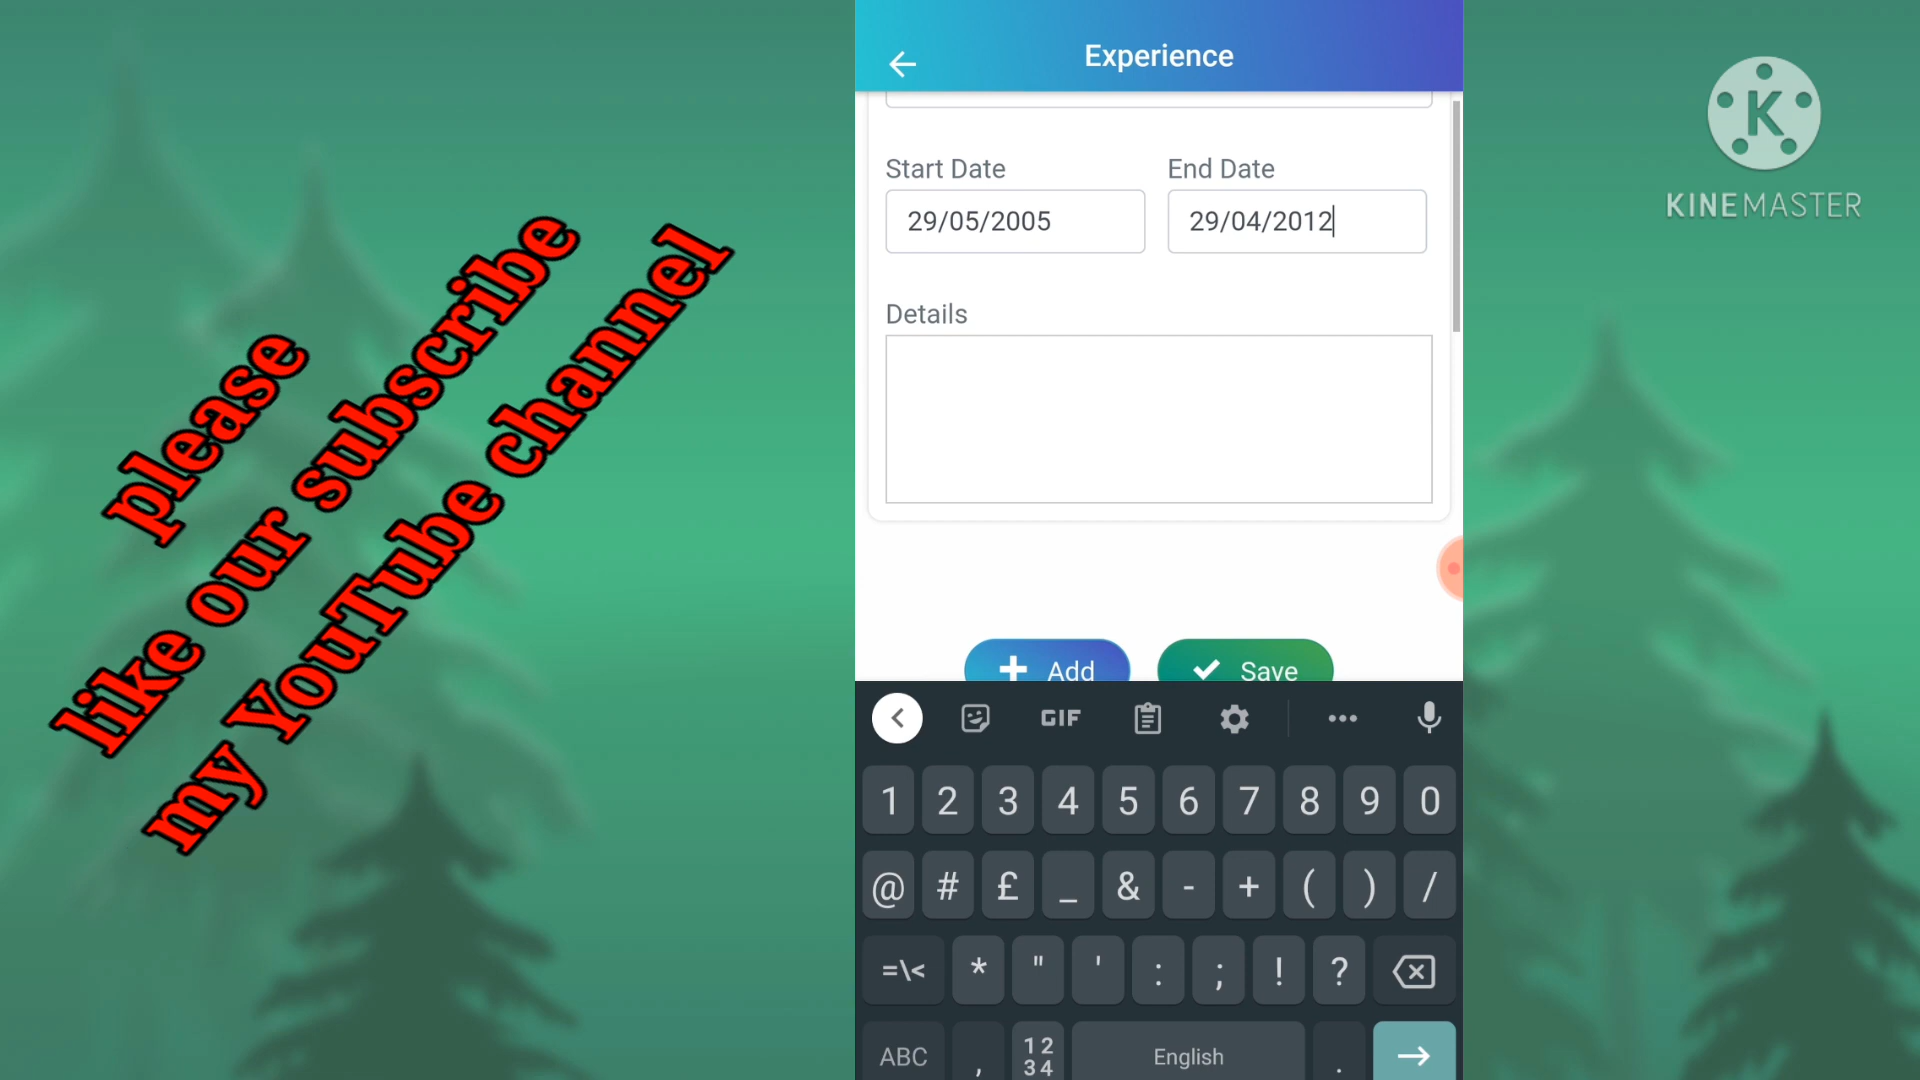 please
like our subscribe
my YouTube channel
Experience
Start Date
End Date
29/05/2005
29/04/2012
Details
Add
Save
GIF
1 2 3 4 5 6 7 8 9 0
@ # £ _ & - + ( ) /
=\< * " ' : ; ! ?
ABC , 12 34 English .
K
KINEMASTER